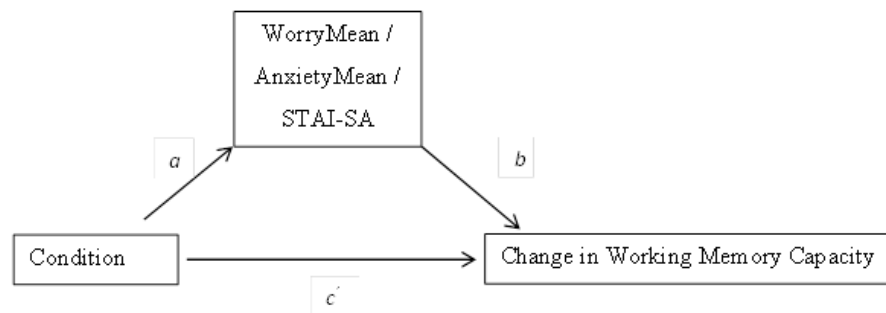 WorryMean /
AnxietyMean /
STAI-SA
a
b
Condition
Change in Working Memory Capacity
c´